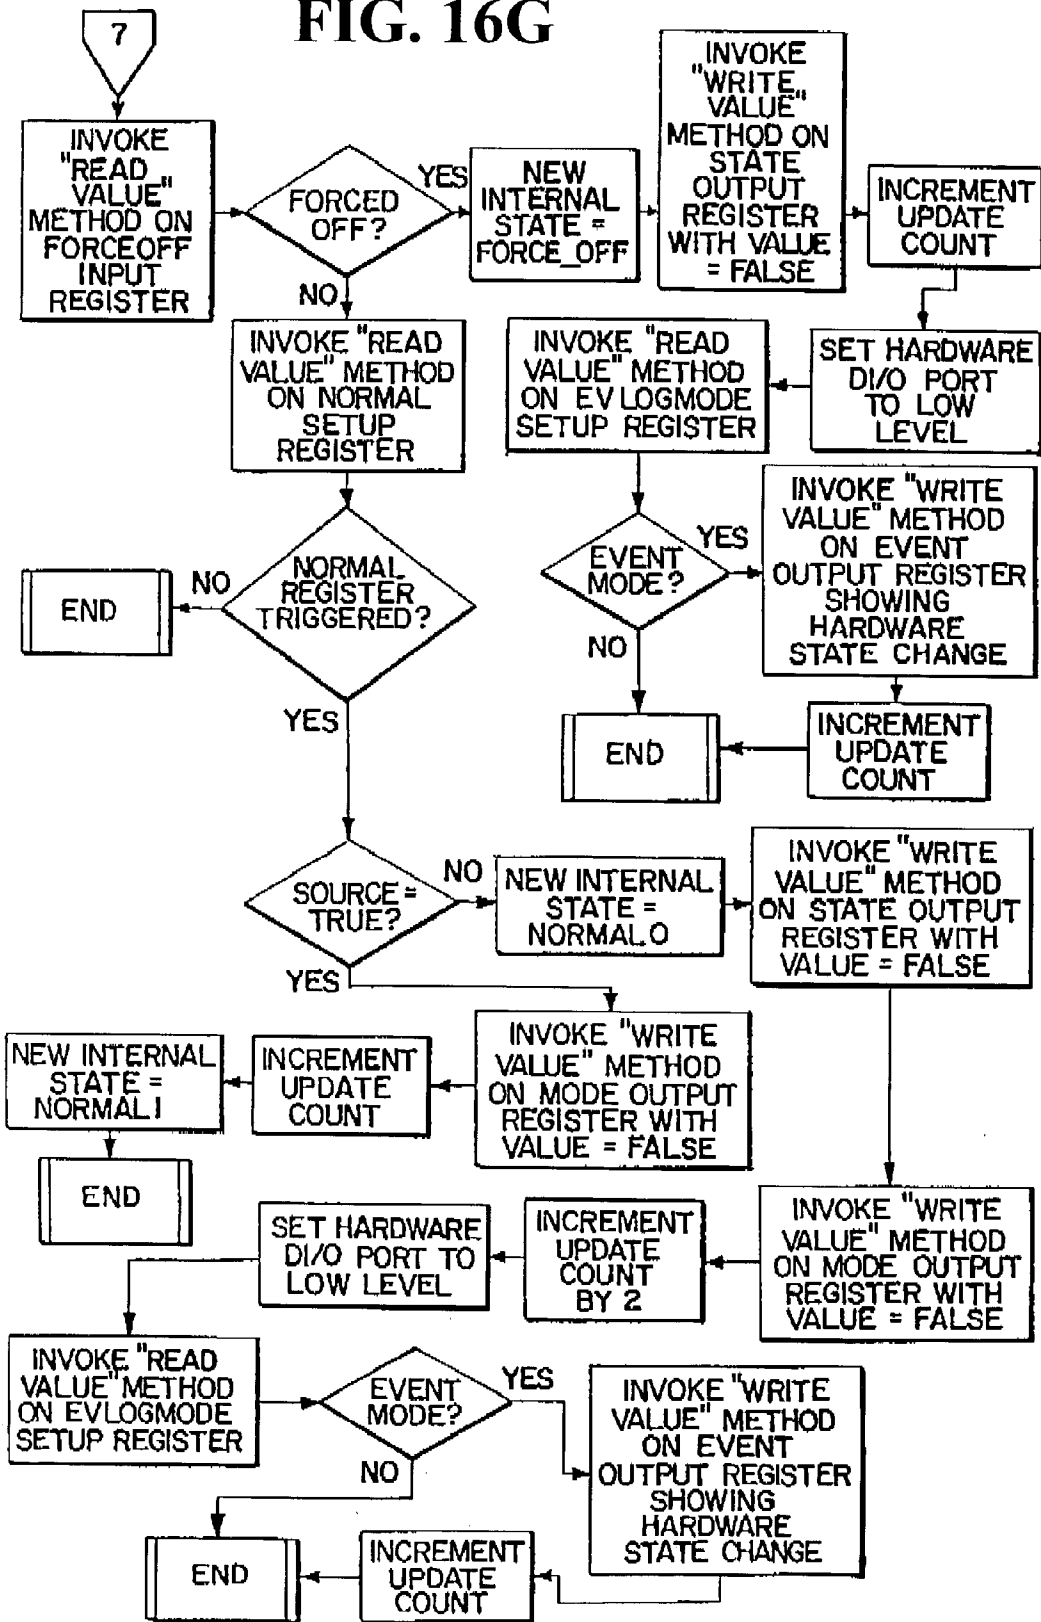 FIG. 16G
7
INVOKE
"READ
VALUE"
METHOD ON
FORCEOFF
INPUT
REGISTER
FORCED
OFF?
YES
NO
NEW
INTERNAL
STATE =
FORCE_OFF
INVOKE
"WRITE
VALUE"
METHOD ON
STATE
OUTPUT
REGISTER
WITH VALUE
= FALSE
INCREMENT
UPDATE
COUNT
INVOKE "READ
VALUE" METHOD
ON NORMAL
SETUP
REGISTER
INVOKE "READ
VALUE" METHOD
ON EVLOGMODE
SETUP REGISTER
SET HARDWARE
DI/O PORT
TO LOW
LEVEL
NORMAL
REGISTER
TRIGGERED?
NO
END
YES
EVENT
MODE?
YES
NO
INVOKE "WRITE
VALUE" METHOD
ON EVENT
OUTPUT REGISTER
SHOWING
HARDWARE
STATE CHANGE
END
INCREMENT
UPDATE
COUNT
SOURCE =
TRUE?
NO
YES
NEW INTERNAL
STATE =
NORMAL0
INVOKE "WRITE
VALUE" METHOD
ON STATE OUTPUT
REGISTER WITH
VALUE = FALSE
NEW INTERNAL
STATE =
NORMAL1
INCREMENT
UPDATE
COUNT
INVOKE "WRITE
VALUE" METHOD
ON MODE OUTPUT
REGISTER WITH
VALUE = FALSE
END
SET HARDWARE
DI/O PORT TO
LOW LEVEL
INCREMENT
UPDATE
COUNT
BY 2
INVOKE "WRITE
VALUE" METHOD
ON MODE OUTPUT
REGISTER WITH
VALUE = FALSE
INVOKE "READ
VALUE" METHOD
ON EVLOGMODE
SETUP REGISTER
EVENT
MODE?
YES
NO
INVOKE "WRITE
VALUE" METHOD
ON EVENT
OUTPUT REGISTER
SHOWING
HARDWARE
STATE CHANGE
END
INCREMENT
UPDATE
COUNT